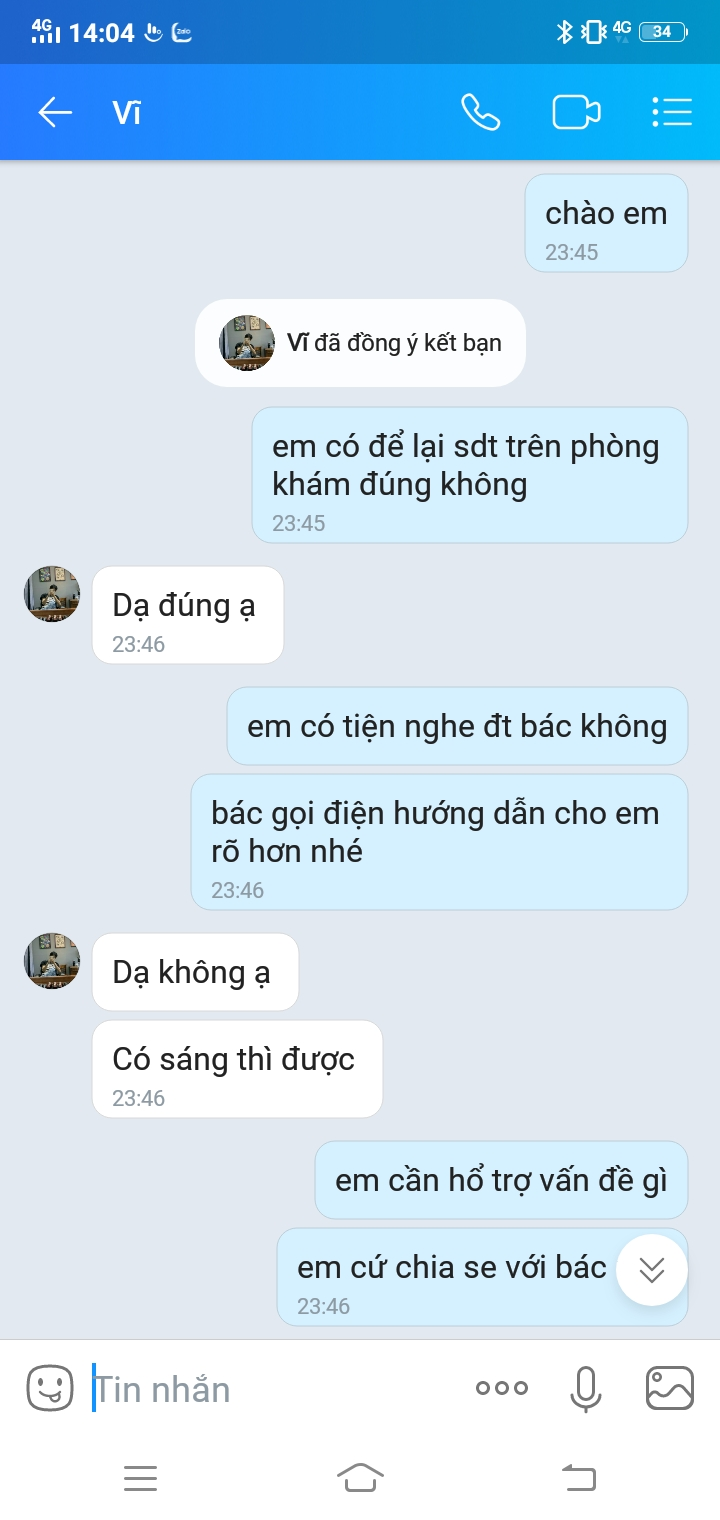 4G 14:04 Zalo 4G 34
Vĩ
chào em
23:45
Vĩ đã đồng ý kết bạn
em có để lại sdt trên phòng
khám đúng không
23:45
Dạ đúng ạ
23:46
em có tiện nghe đt bác không
bác gọi điện hướng dẫn cho em
rõ hơn nhé
23:46
Dạ không ạ
Có sáng thì được
23:46
em cần hổ trợ vấn đề gì
em cứ chia se với bác
23:46
Tin nhắn